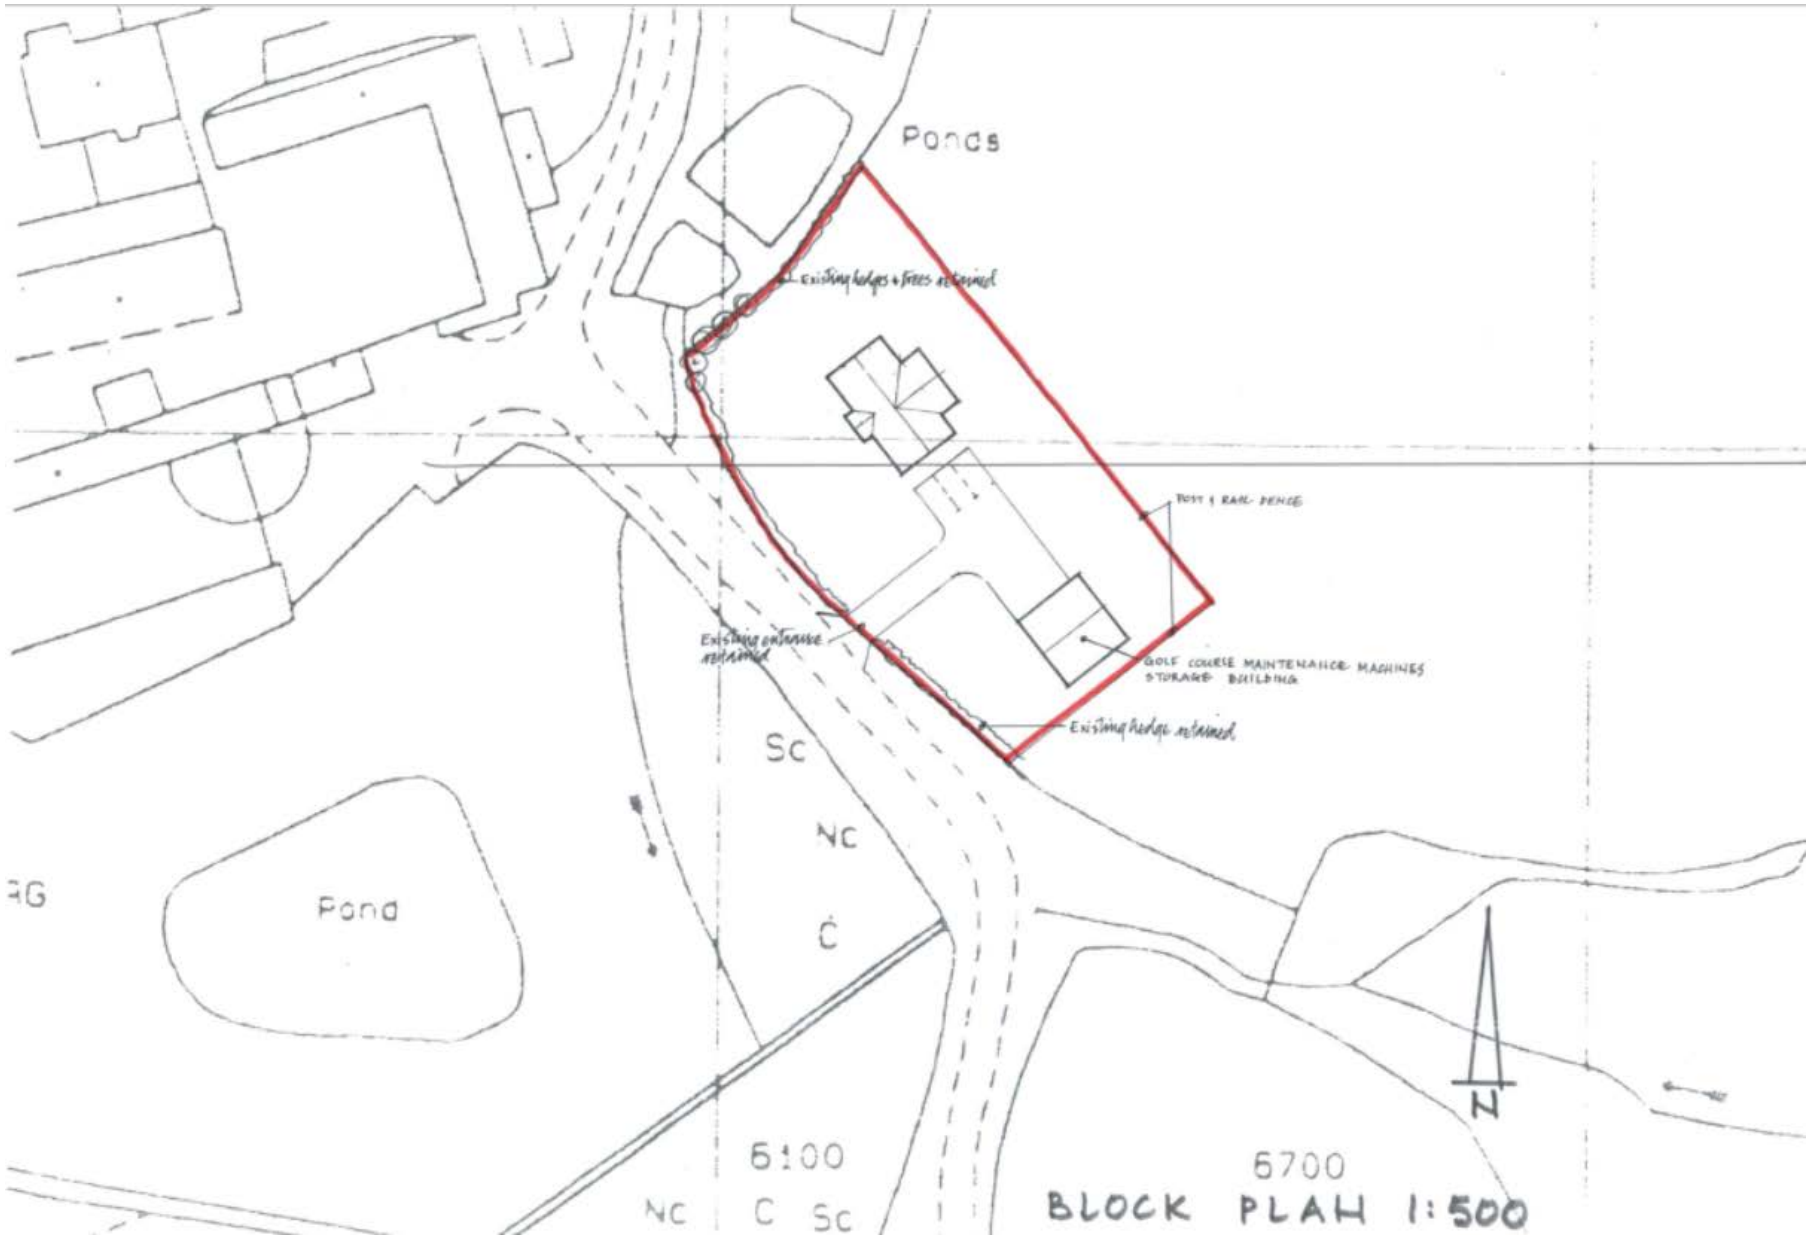 Ponds
Existing hedges & trees retained
POST & RAIL FENCE
Existing entrance
retained
GOLF COURSE MAINTENANCE MACHINES
STORAGE BUILDING
Existing hedge retained
Sc
NC
Pond
C
N
6100
6700
NC C Sc
BLOCK PLAN 1:500